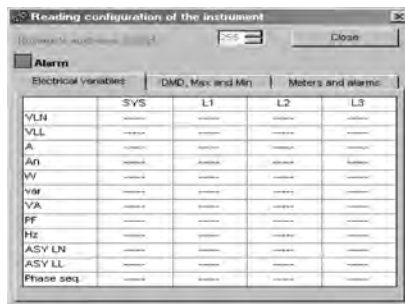 Reading configuration of the instrument
255
Close
Alarm
Electrical variables
DMD, Max and Min
Meters and alarms
SYS L1 L2 L3
VLN ----- ----- ----- -----
VLL ----- ----- ----- -----
A ----- ----- ----- -----
An ----- ----- ----- -----
W ----- ----- ----- -----
var ----- ----- ----- -----
VA ----- ----- ----- -----
PF ----- ----- ----- -----
Hz ----- ----- ----- -----
ASY LN ----- ----- ----- -----
ASY LL ----- ----- ----- -----
Phase seq. ----- ----- ----- -----